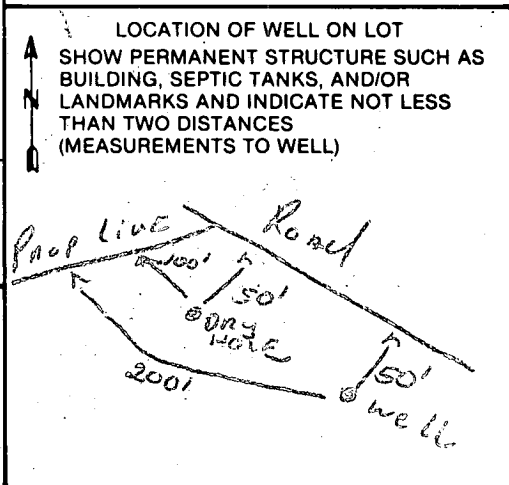 LOCATION OF WELL ON LOT
SHOW PERMANENT STRUCTURE SUCH AS
BUILDING, SEPTIC TANKS, AND/OR
N LANDMARKS AND INDICATE NOT LESS
THAN TWO DISTANCES
(MEASUREMENTS TO WELL)
Prop LINE
Road
100'
50'
DRY
HOLE
200'
50'
well